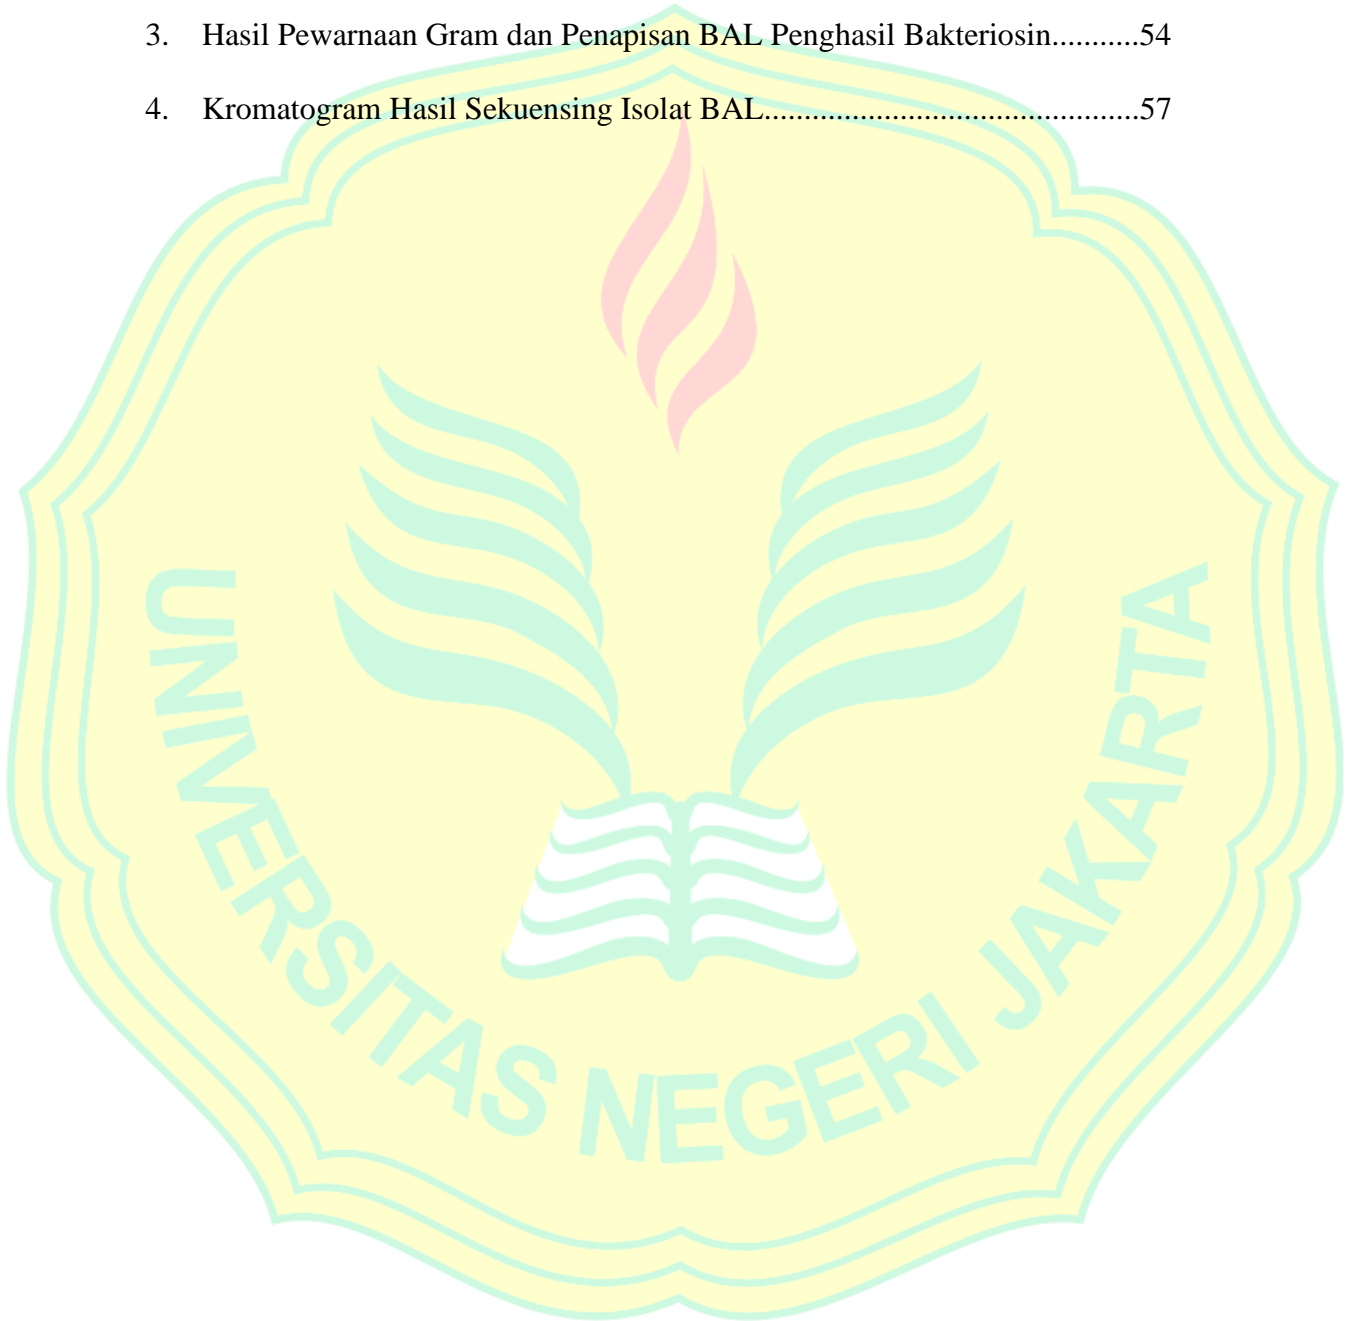 3. Hasil Pewarnaan Gram dan Penapisan BAL Penghasil Bakteriosin...........54
4. Kromatogram Hasil Sekuensing Isolat BAL...............................................57
UNIVERSITAS NEGERI JAKARTA